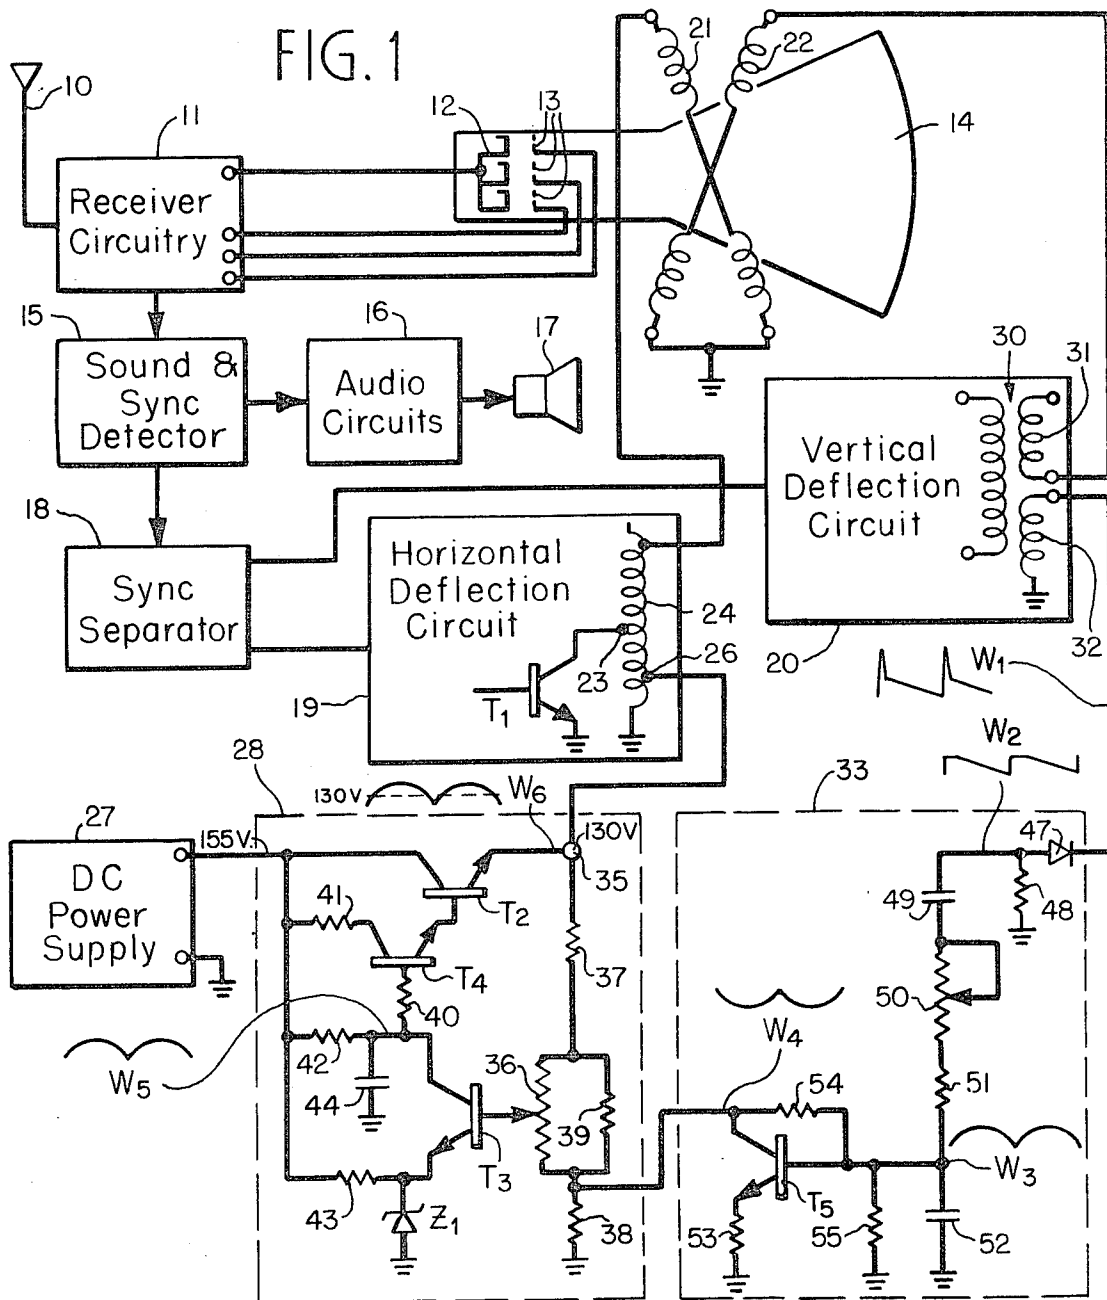 FIG. 1
10
11
12
13
21
22
14
Receiver
Circuitry
15
16
17
Sound &
Sync
Detector
Audio
Circuits
30
31
Vertical
Deflection
Circuit
18
Sync
Separator
Horizontal
Deflection
Circuit
24
23
26
T1
19
20
32
W1
W2
28
130V
W6
33
27
155V.
130V
35
47
DC
Power
Supply
41
T2
49
48
37
T4
40
50
W5
42
44
36
39
W4
54
51
T3
W3
43
Z1
38
T5
53
55
52